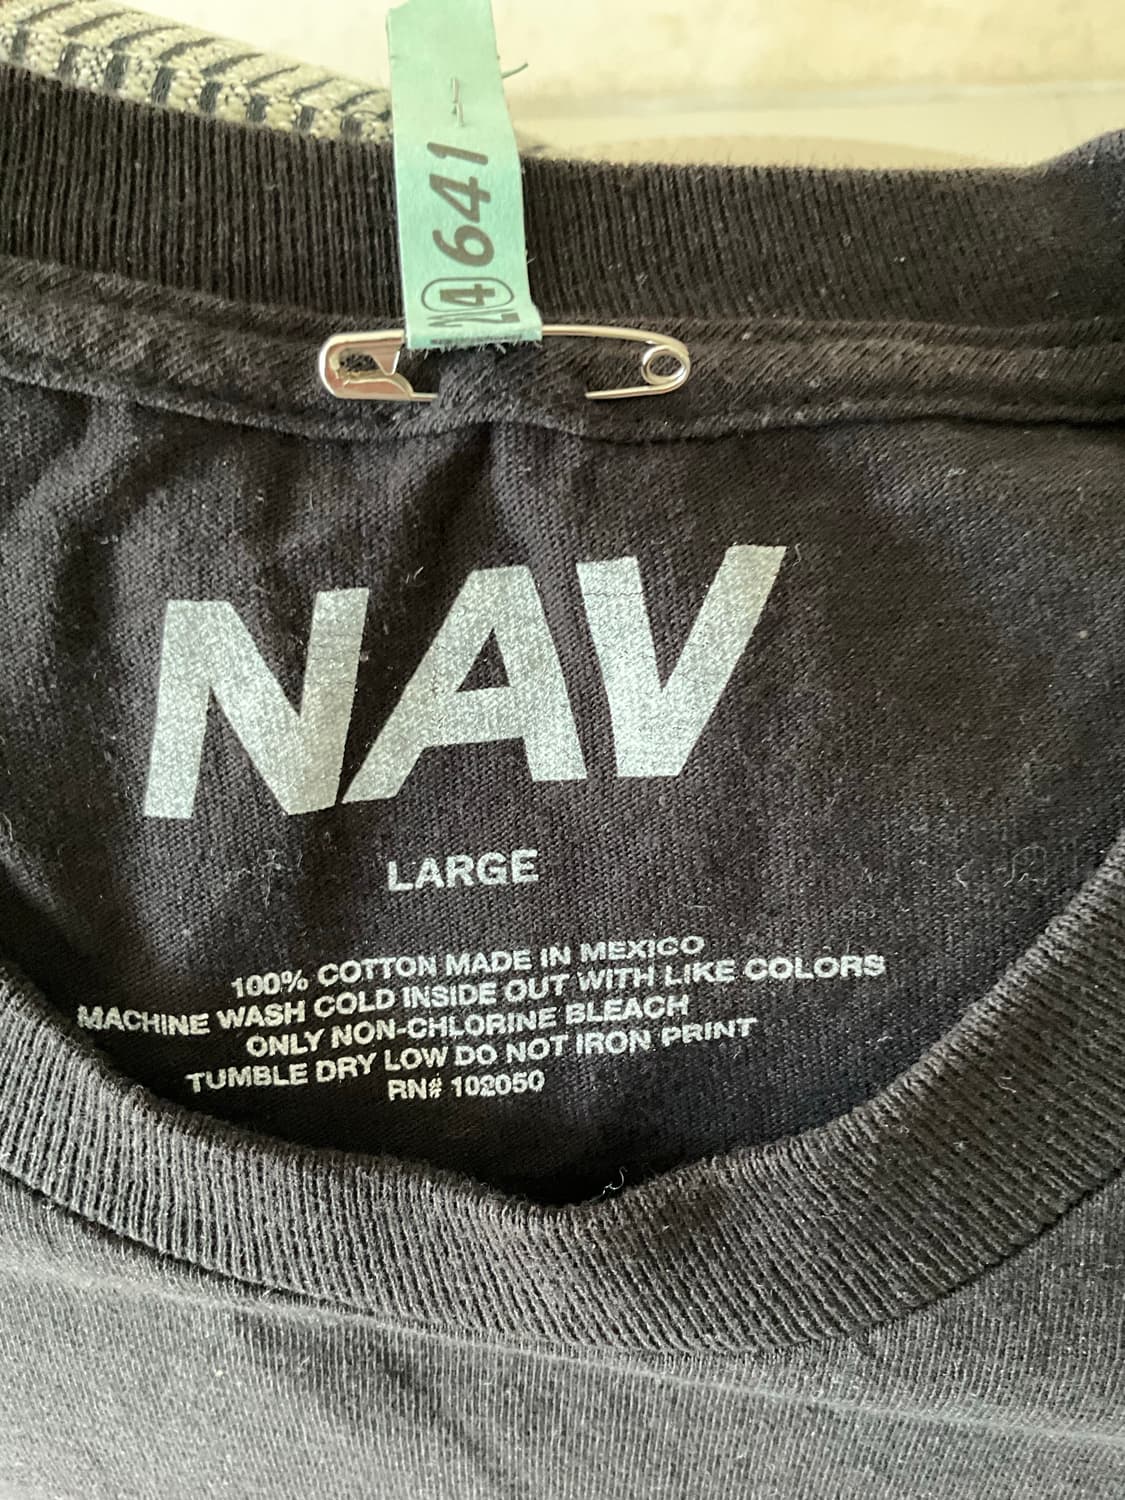 641
4
NAV
LARGE
100% COTTON MADE IN MEXICO
MACHINE WASH COLD INSIDE OUT WITH LIKE COLORS
ONLY NON-CHLORINE BLEACH
TUMBLE DRY LOW DO NOT IRON PRINT
RN# 102050